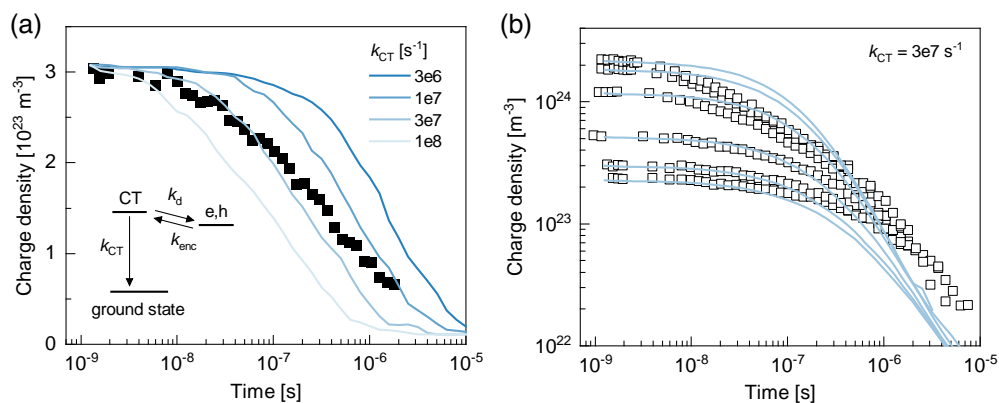 (a)
Charge density [10²³ m⁻³]
3
2
1
0
k_CT [s⁻¹]
3e6
1e7
3e7
1e8
CT
k_d
e,h
k_enc
k_CT
ground state
10⁻⁹ 10⁻⁸ 10⁻⁷ 10⁻⁶ 10⁻⁵
Time [s]
(b)
k_CT = 3e7 s⁻¹
Charge density [m⁻³]
10²⁴
10²³
10²²
10⁻⁹ 10⁻⁸ 10⁻⁷ 10⁻⁶ 10⁻⁵
Time [s]